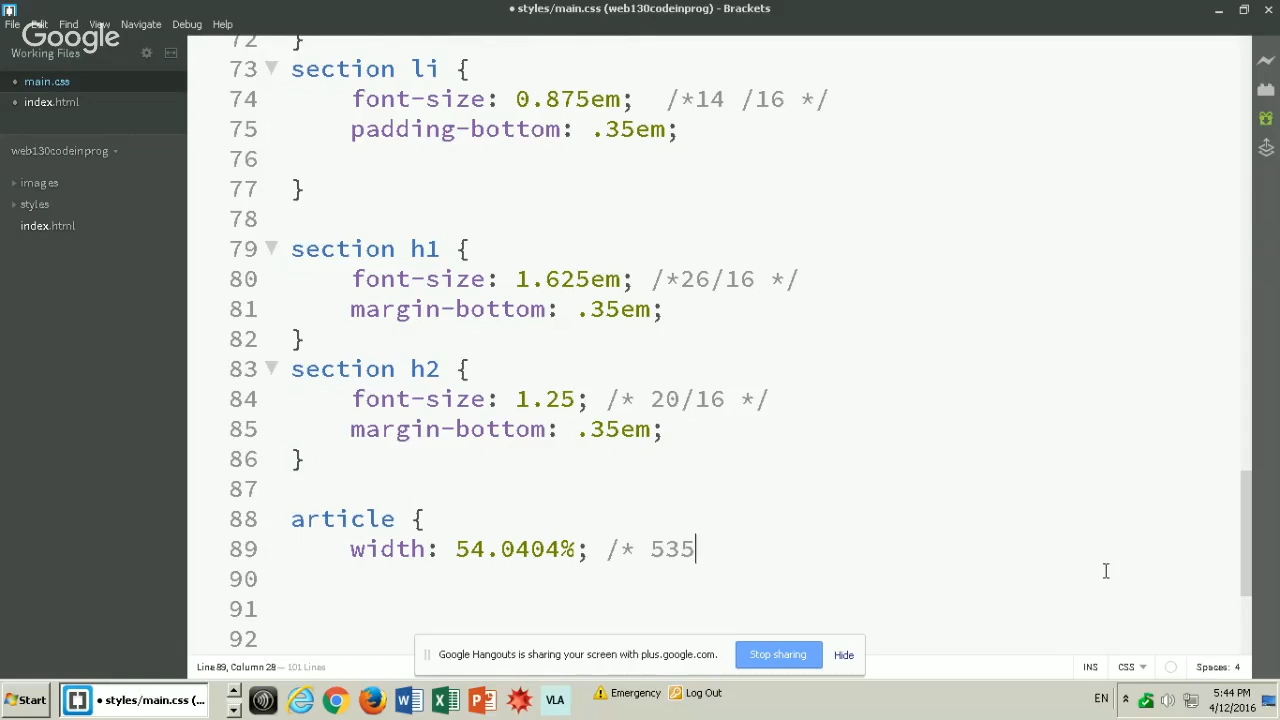 • styles/main.css (web130codeinprog) - Brackets
File Edit Find View Navigate Debug Help
Google
Working Files
• main.css
• index.html
web130codeinprog
images
styles
index.html
72 }
73 section li {
74 font-size: 0.875em; /*14 /16 */
75 padding-bottom: .35em;
76
77 }
78
79 section h1 {
80 font-size: 1.625em; /*26/16 */
81 margin-bottom: .35em;
82 }
83 section h2 {
84 font-size: 1.25; /* 20/16 */
85 margin-bottom: .35em;
86 }
87
88 article {
89 width: 54.0404%; /* 535
90
91
92
Google Hangouts is sharing your screen with plus.google.com. Stop sharing Hide
Line 89, Column 28 — 101 Lines INS CSS Spaces: 4
Start • styles/main.css (... VLA Emergency Log Out EN 5:44 PM
4/12/2016